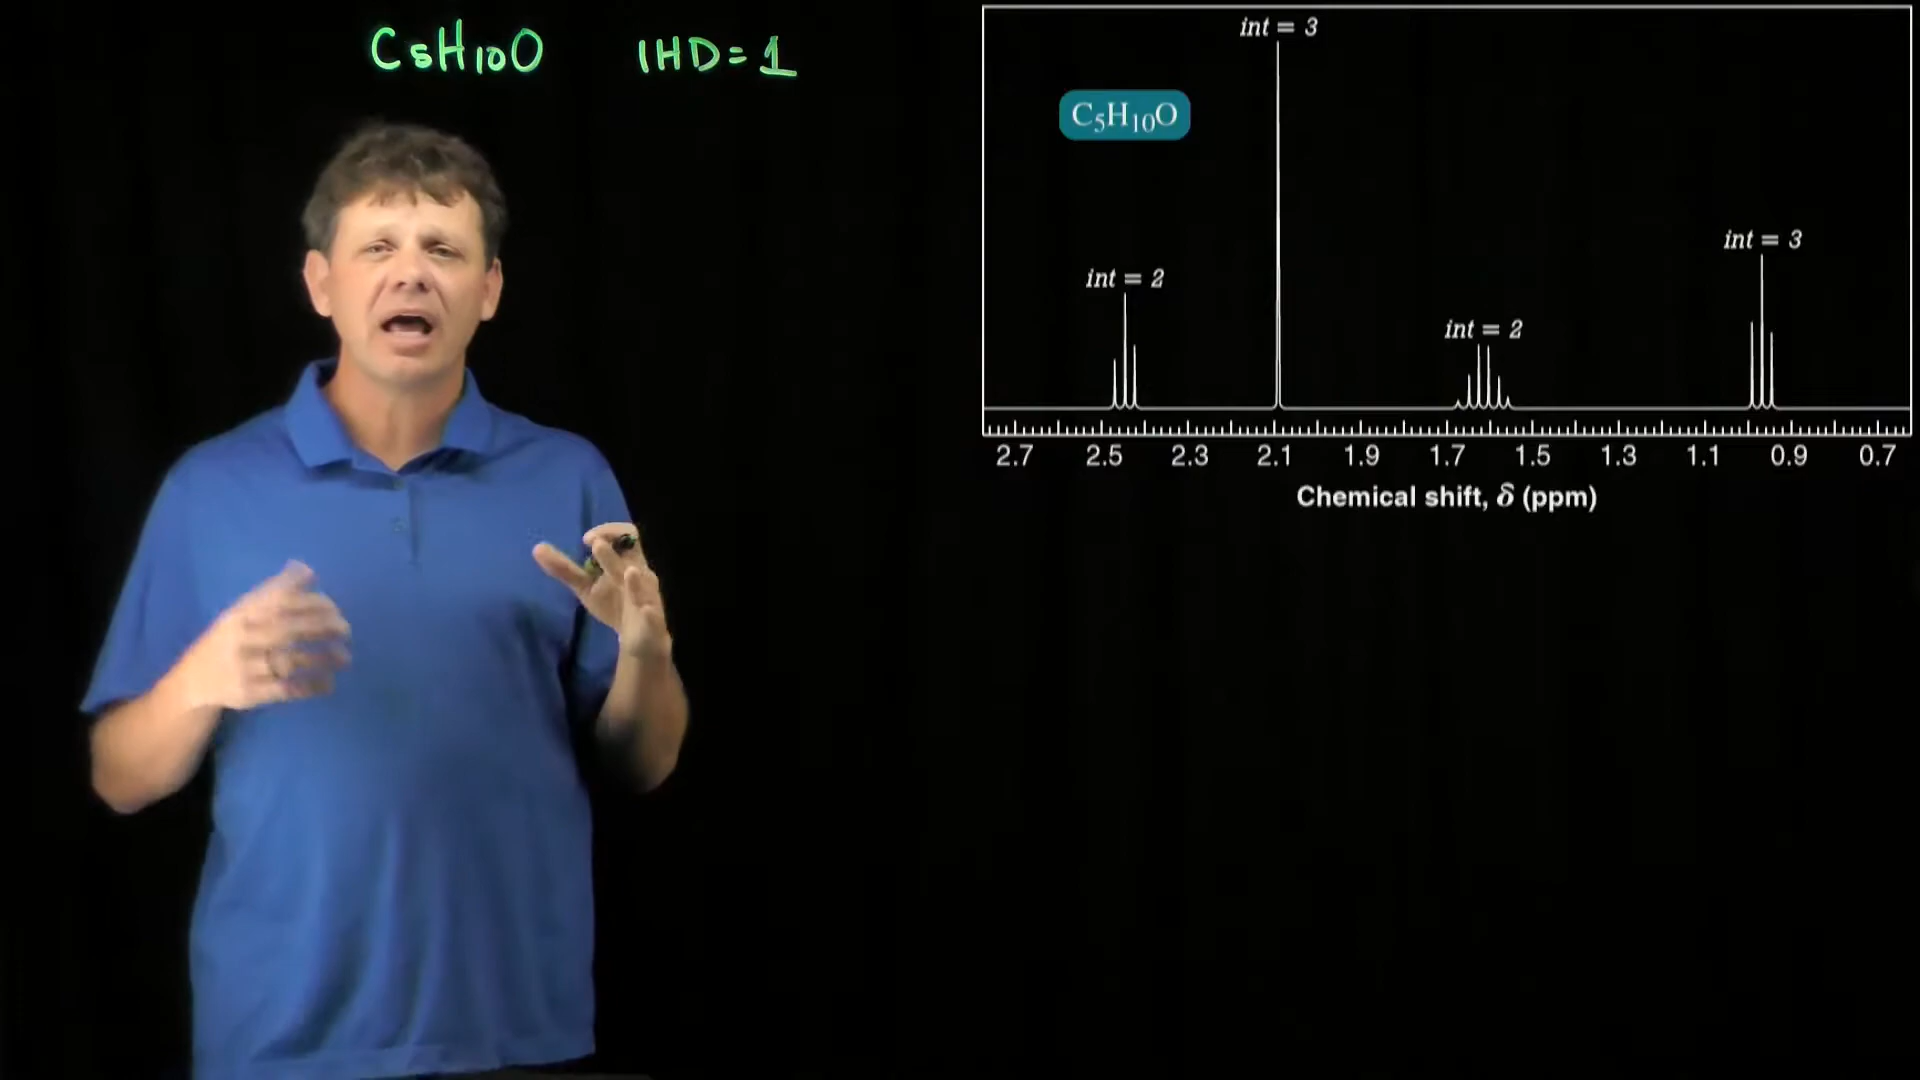 C5H10O IHD=1
int = 3
C₅H₁₀O
int = 3
int = 2
int = 2
2.7 2.5 2.3 2.1 1.9 1.7 1.5 1.3 1.1 0.9 0.7
Chemical shift, δ (ppm)